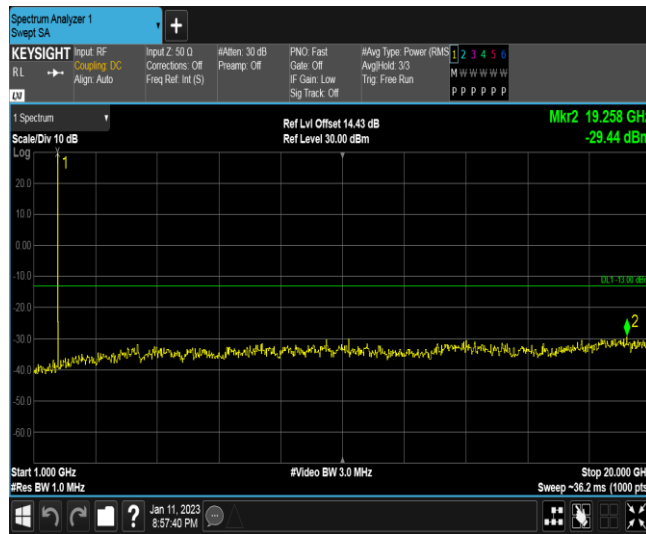 Spectrum Analyzer 1
Swept SA
KEYSIGHT
RL
LXI
Input: RF
Coupling: DC
Align: Auto
Input Z: 50 Ω
Corrections: Off
Freq Ref: Int (S)
#Atten: 30 dB
Preamp: Off
PNO: Fast
Gate: Off
IF Gain: Low
Sig Track: Off
#Avg Type: Power (RMS
Avg|Hold: 3/3
Trig: Free Run
1 2 3 4 5 6
M W W W W W
P P P P P P
1 Spectrum
Scale/Div 10 dB
Log
Ref Lvl Offset 14.43 dB
Ref Level 30.00 dBm
Mkr2 19.258 GH
-29.44 dBm
1
20.0
10.0
0.00
-10.0
DL1 -13.00 dBm
-20.0
2
-30.0
-40.0
-50.0
-60.0
Start 1.000 GHz
#Res BW 1.0 MHz
#Video BW 3.0 MHz
Stop 20.000 GH
Sweep ~36.2 ms (1000 pts
?
Jan 11, 2023
8:57:40 PM